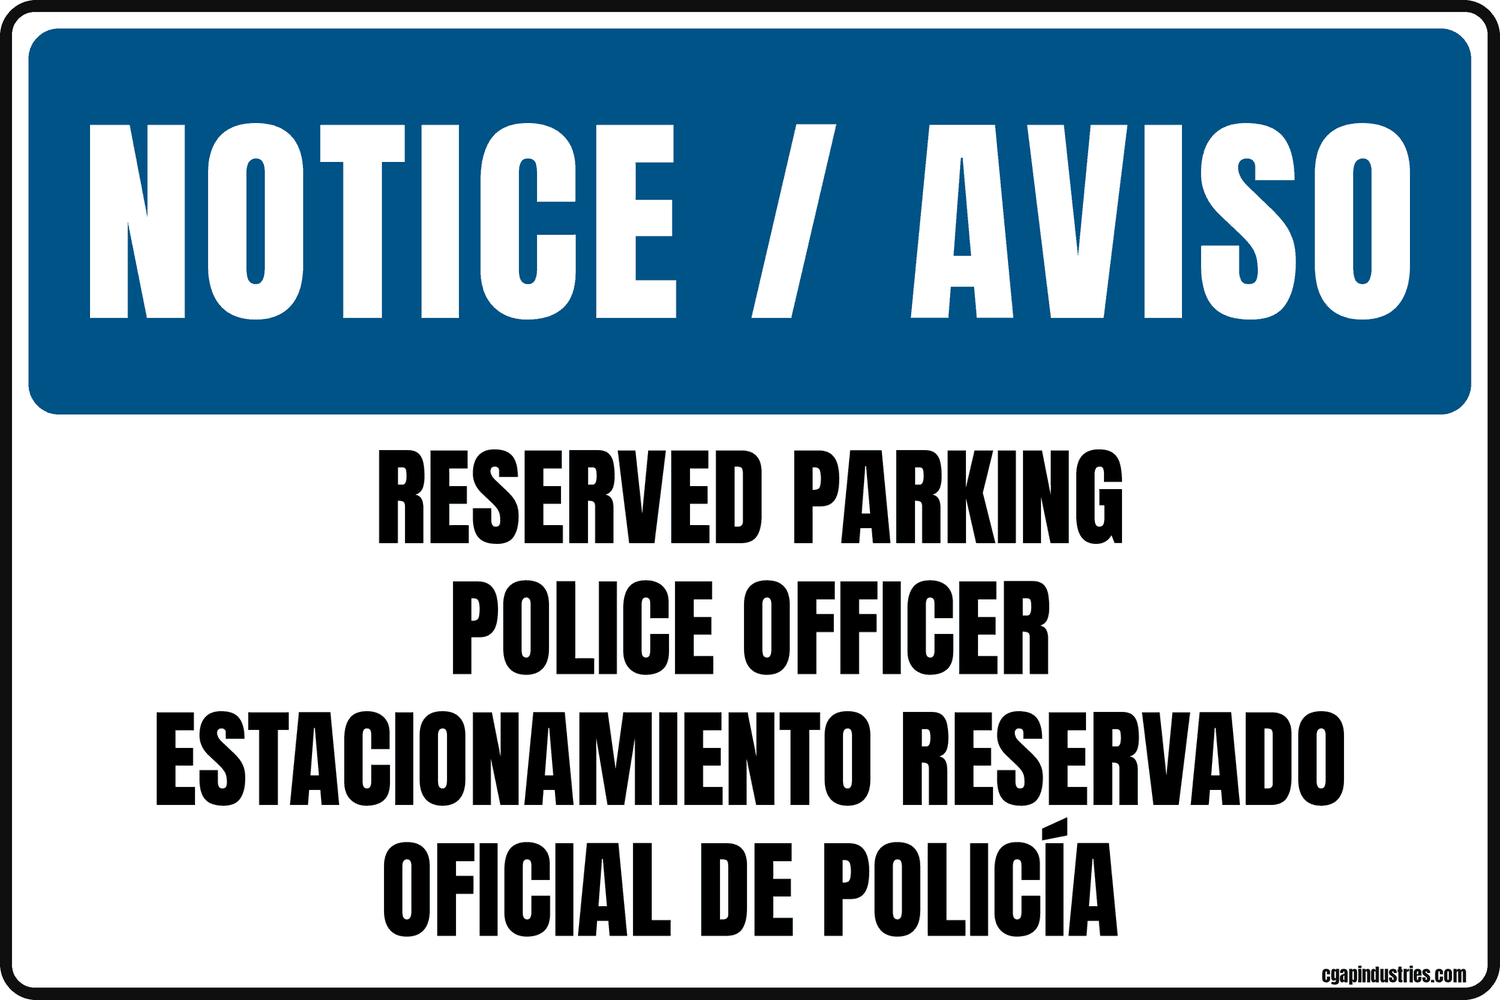 NOTICE / AVISO
RESERVED PARKING
POLICE OFFICER
ESTACIONAMIENTO RESERVADO
OFICIAL DE POLICÍA
cgapindustries.com